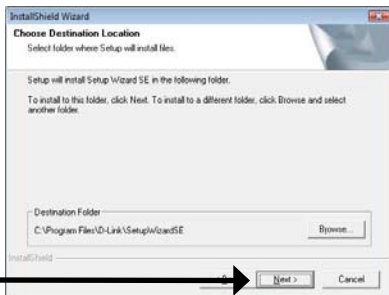 InstallShield Wizard
Choose Destination Location
Select folder where Setup will install files.
Setup will install Setup Wizard SE in the following folder.
To install to this folder, click Next. To install to a different folder, click Browse and select
another folder.
Destination Folder
C:\Program Files\D-Link\SetupWizardSE
Browse...
InstallShield
Next >
Cancel